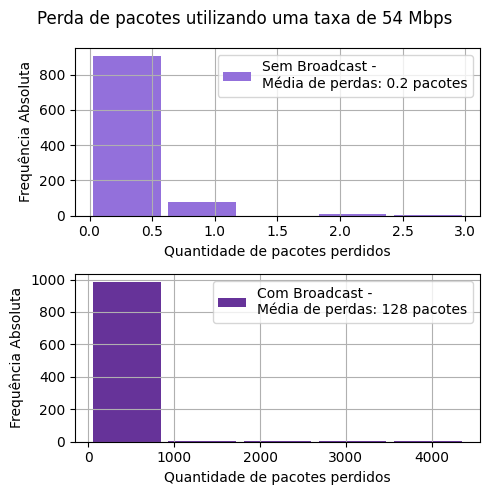 Perda de pacotes utilizando uma taxa de 54 Mbps
Sem Broadcast -
Média de perdas: 0.2 pacotes
Frequência Absoluta
800
600
400
200
0
0.0 0.5 1.0 1.5 2.0 2.5 3.0
Quantidade de pacotes perdidos
Com Broadcast -
Média de perdas: 128 pacotes
Frequência Absoluta
1000
800
600
400
200
0
0 1000 2000 3000 4000
Quantidade de pacotes perdidos